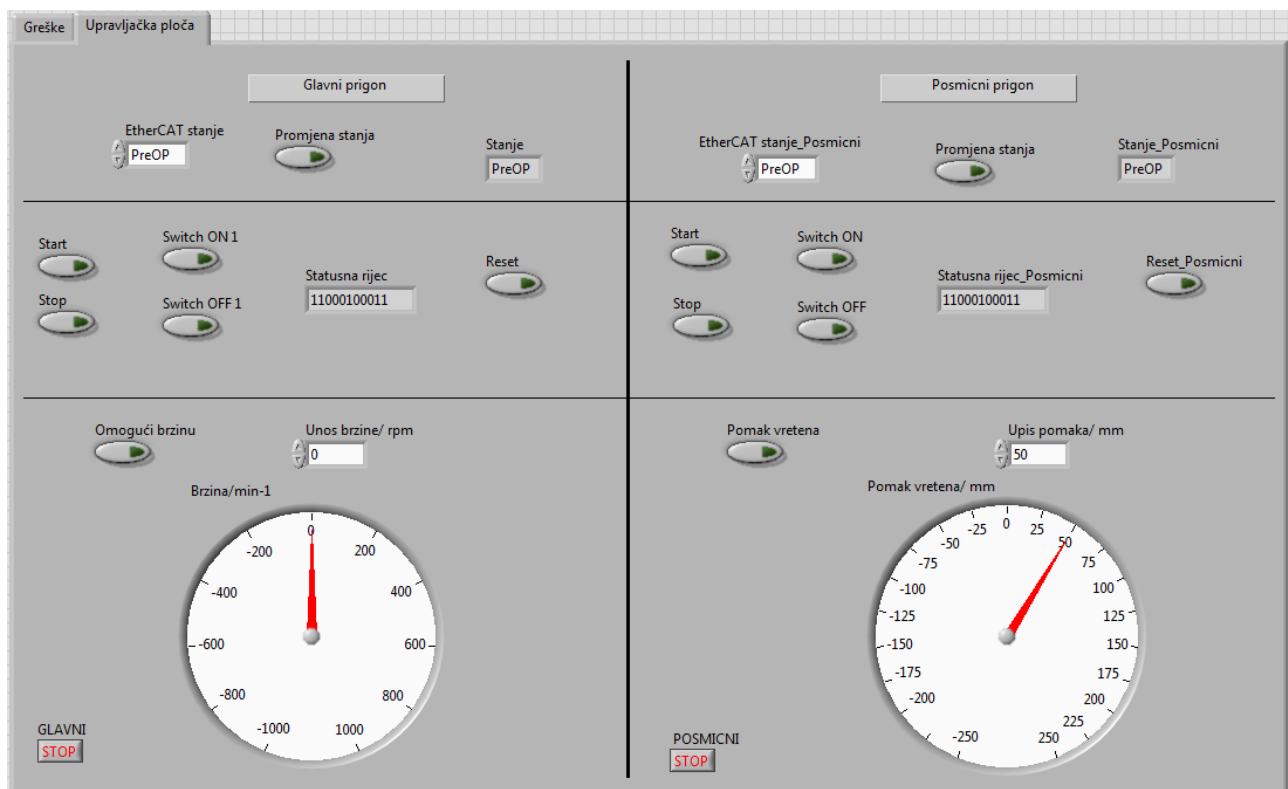 Greške
Upravljačka ploča
Glavni prigon
EtherCAT stanje
PreOP
Promjena stanja
Stanje
PreOP
Start
Switch ON 1
Stop
Switch OFF 1
Statusna rijec
11000100011
Reset
Omogući brzinu
Unos brzine/ rpm
0
Brzina/min-1
-1000
-800
-600
-400
-200
0
200
400
600
800
1000
GLAVNI
STOP
Posmicni prigon
EtherCAT stanje_Posmicni
PreOP
Promjena stanja
Stanje_Posmicni
PreOP
Start
Switch ON
Stop
Switch OFF
Statusna rijec_Posmicni
11000100011
Reset_Posmicni
Pomak vretena
Upis pomaka/ mm
50
Pomak vretena/ mm
-250
-200
-175
-150
-125
-100
-75
-50
-25
0
25
50
75
100
125
150
175
200
225
250
POSMICNI
STOP